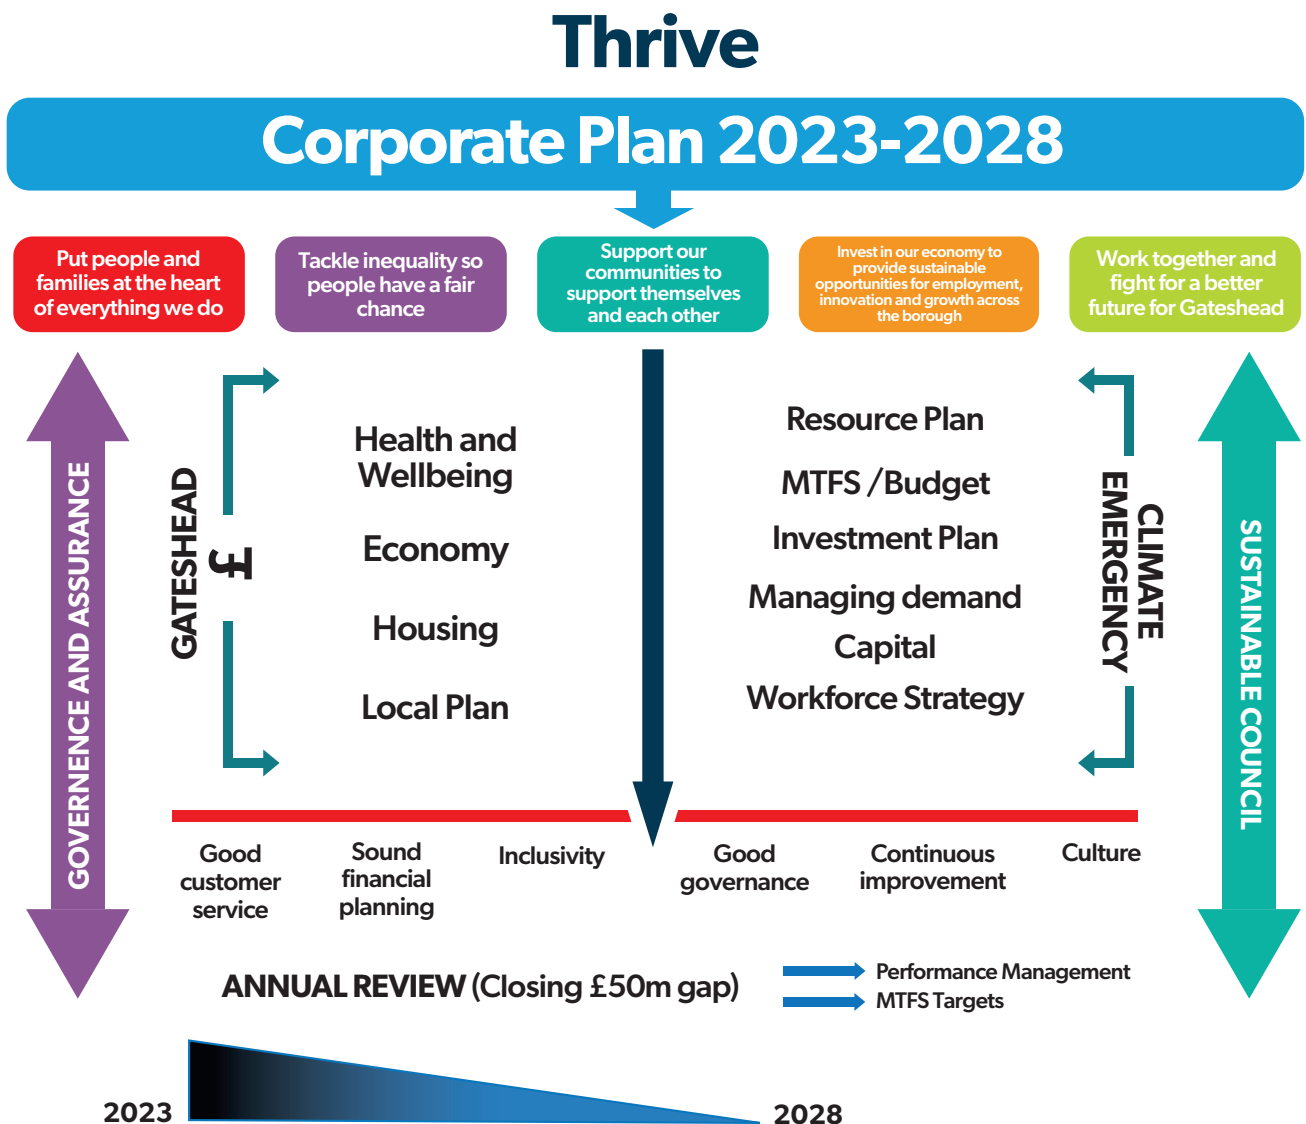 Thrive
Corporate Plan 2023-2028
Put people and
families at the heart
of everything we do
Tackle inequality so
people have a fair
chance
Support our
communities to
support themselves
and each other
Invest in our economy to
provide sustainable
opportunities for employment,
innovation and growth across
the borough
Work together and
fight for a better
future for Gateshead
GOVERNENCE AND ASSURANCE
GATESHEAD
£
Health and
Wellbeing
Economy
Housing
Local Plan
Resource Plan
MTFS /Budget
Investment Plan
Managing demand
Capital
Workforce Strategy
CLIMATE
EMERGENCY
SUSTAINABLE COUNCIL
Good
customer
service
Sound
financial
planning
Inclusivity
Good
governance
Continuous
improvement
Culture
ANNUAL REVIEW (Closing £50m gap)
Performance Management
MTFS Targets
2023
2028